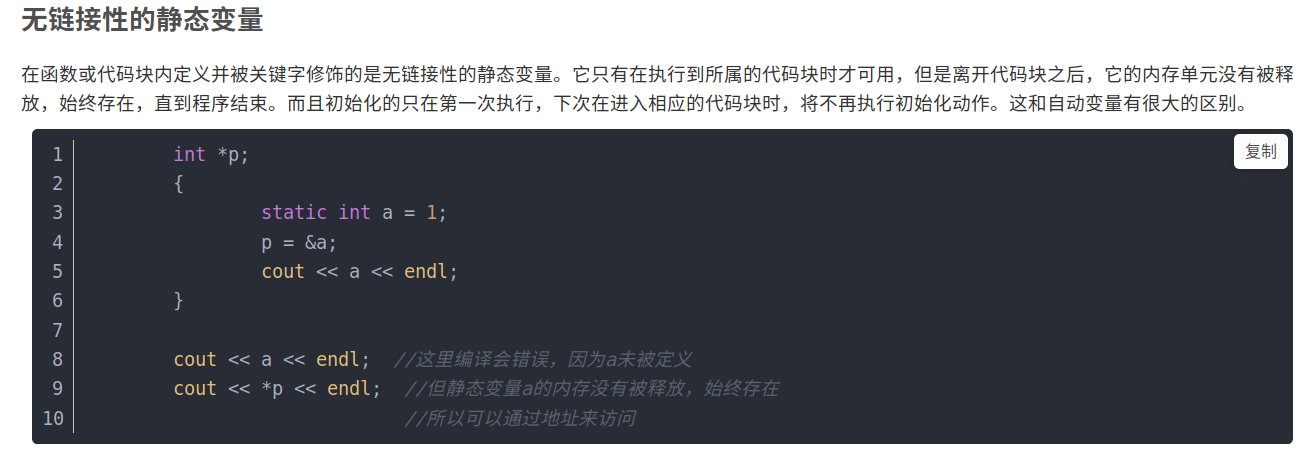 无链接性的静态变量
在函数或代码块内定义并被关键字修饰的是无链接性的静态变量。它只有在执行到所属的代码块时才可用，但是离开代码块之后，它的内存单元没有被释
放，始终存在，直到程序结束。而且初始化的只在第一次执行，下次在进入相应的代码块时，将不再执行初始化动作。这和自动变量有很大的区别。
复制
1 int *p;
2 {
3 static int a = 1;
4 p = &a;
5 cout << a << endl;
6 }
7
8 cout << a << endl; //这里编译会错误，因为a未被定义
9 cout << *p << endl; //但静态变量a的内存没有被释放，始终存在
10 //所以可以通过地址来访问